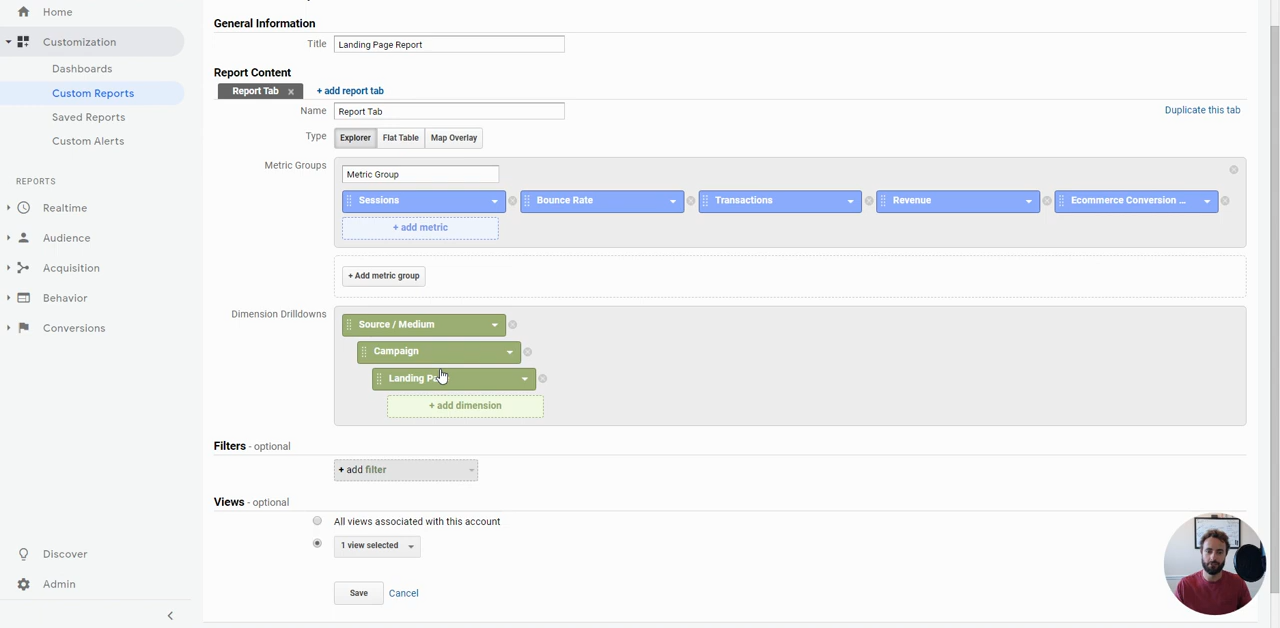 Home
Customization
Dashboards
Custom Reports
Saved Reports
Custom Alerts
REPORTS
Realtime
Audience
Acquisition
Behavior
Conversions
Discover
Admin
General Information
Title Landing Page Report
Report Content
Report Tab x + add report tab
Name Report Tab
Duplicate this tab
Type Explorer Flat Table Map Overlay
Metric Groups
Metric Group
Sessions Bounce Rate Transactions Revenue Ecommerce Conversion ...
+ add metric
+ Add metric group
Dimension Drilldowns
Source / Medium
Campaign
Landing
+ add dimension
Filters - optional
+ add filter
Views - optional
All views associated with this account
1 view selected
Save Cancel